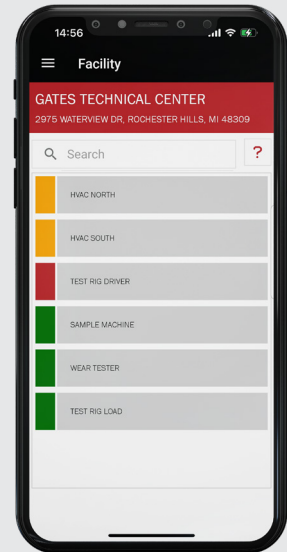 14:56
Facility
GATES TECHNICAL CENTER
2975 WATERVIEW DR, ROCHESTER HILLS, MI 48309
Search
?
HVAC NORTH
HVAC SOUTH
TEST RIG DRIVER
SAMPLE MACHINE
WEAR TESTER
TEST RIG LOAD